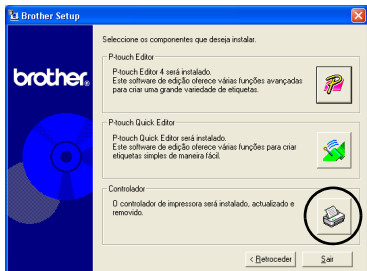 Brother Setup
Seleccione os componentes que deseja instalar.
brother.
P-touch Editor
P-touch Editor 4 será instalado.
Este software de edição oferece várias funções avançadas
para criar uma grande variedade de etiquetas.
P-touch Quick Editor
P-touch Quick Editor será instalado.
Este software de edição oferece várias funções para criar
etiquetas simples de maneira fácil.
Controlador
O controlador de impressora será instalado, actualizado e
removido.
< Retroceder
Sair